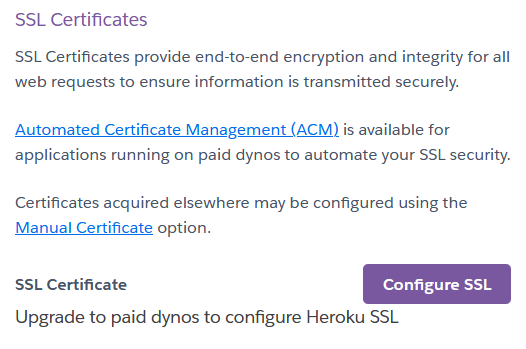 SSL Certificates
SSL Certificates provide end-to-end encryption and integrity for all
web requests to ensure information is transmitted securely.
Automated Certificate Management (ACM) is available for
applications running on paid dynos to automate your SSL security.
Certificates acquired elsewhere may be configured using the
Manual Certificate option.
SSL Certificate
Configure SSL
Upgrade to paid dynos to configure Heroku SSL